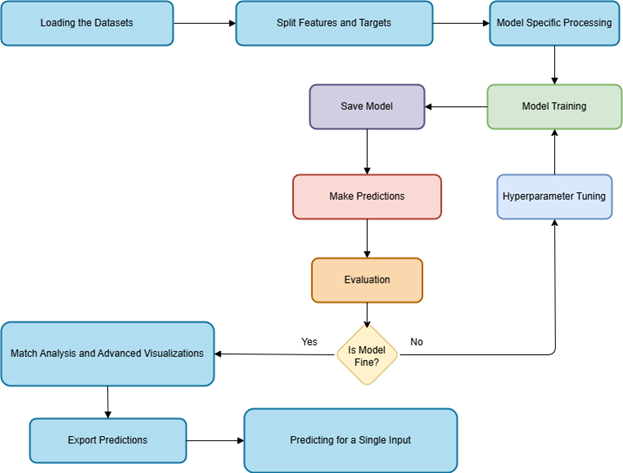 Loading the Datasets
Split Features and Targets
Model Specific Processing
Save Model
Model Training
Make Predictions
Hyperparameter Tuning
Evaluation
Yes
No
Is Model
Fine?
Match Analysis and Advanced Visualizations
Export Predictions
Predicting for a Single Input